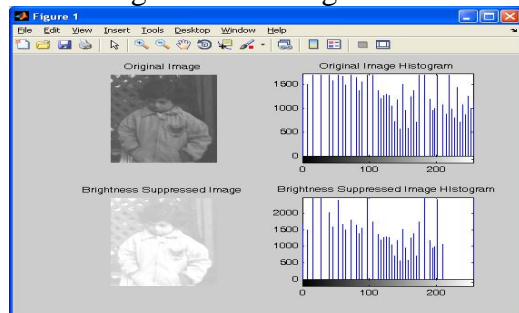 Figure 1
File Edit View Insert Tools Desktop Window Help
Original Image
Original Image Histogram
1500
1000
500
0
0 100 200
Brightness Suppressed Image
Brightness Suppressed Image Histogram
2000
1500
1000
500
0
0 100 200